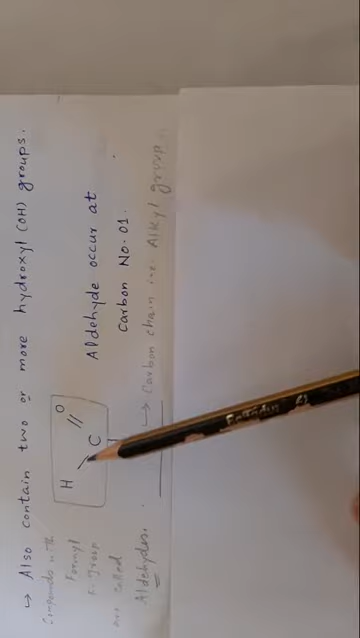 ↳ Also contain two or more hydroxyl (OH) groups.
Compounds with
Formyl
group
are called
Aldehydes.
H
C
O
Aldehyde occur at
Carbon No. 01.
↳ Carbon chain i.e. Alkyl group.